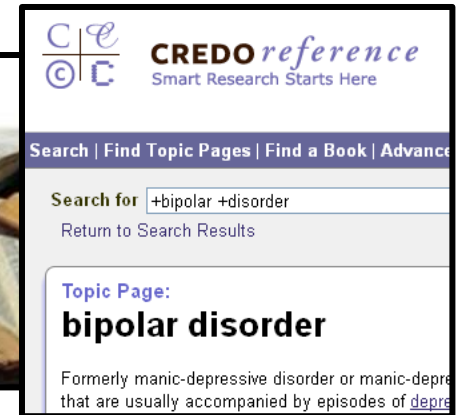 C C
© C
CREDO reference
Smart Research Starts Here
Search | Find Topic Pages | Find a Book | Advance
Search for +bipolar +disorder
Return to Search Results
Topic Page:
bipolar disorder
Formerly manic-depressive disorder or manic-depre
that are usually accompanied by episodes of depre